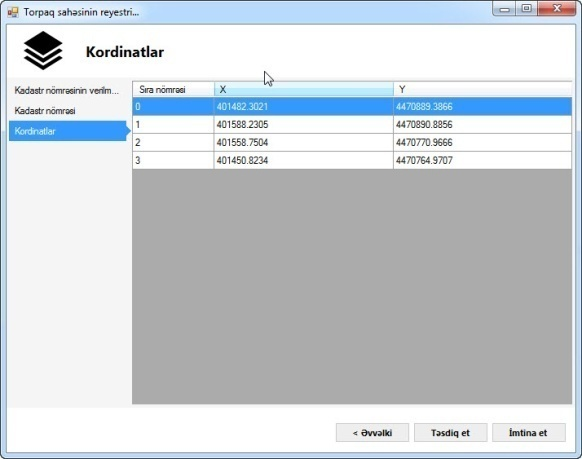 Torpaq sahəsinin reyestri...
Kordinatlar
Kadastr nömrəsinin verilm...
Kadastr nömrəsi
Kordinatlar
Sıra nömrəsi X Y
0 401482.3021 4470889.3866
1 401588.2305 4470890.8856
2 401558.7504 4470770.9666
3 401450.8234 4470764.9707
< Əvvəlki Təsdiq et İmtina et